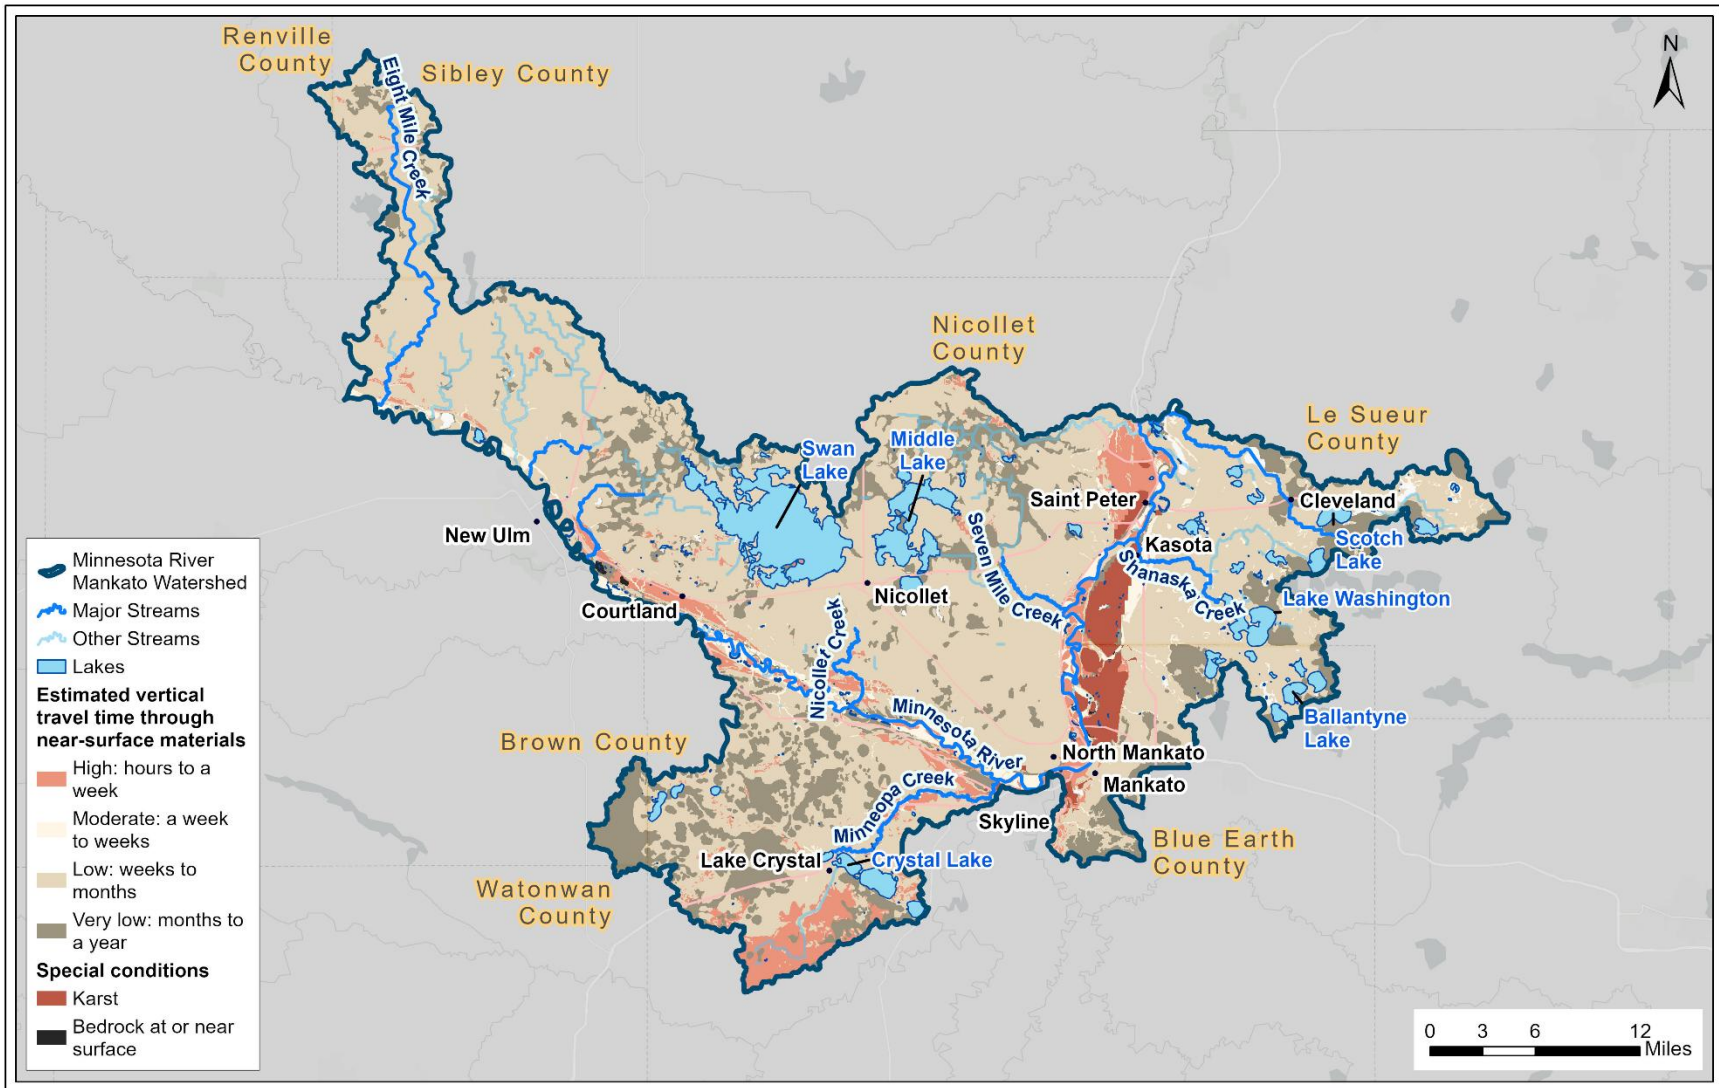 Renville
County
Sibley County
Eight Mile Creek
N
Nicollet
County
Le Sueur
County
Swan
Lake
Middle
Lake
Saint Peter
Cleveland
New Ulm
Scotch
Lake
Kasota
Shanaska Creek
Seven Mile Creek
Lake Washington
Nicollet
Courtland
Nicollet Creek
Minnesota River
Ballantyne
Lake
Brown County
North Mankato
Mankato
Minneopa Creek
Skyline
Blue Earth
County
Lake Crystal
Crystal Lake
Watonwan
County
Minnesota River
Mankato Watershed
Major Streams
Other Streams
Lakes
Estimated vertical
travel time through
near-surface materials
High: hours to a
week
Moderate: a week
to weeks
Low: weeks to
months
Very low: months to
a year
Special conditions
Karst
Bedrock at or near
surface
0 3 6 12
Miles